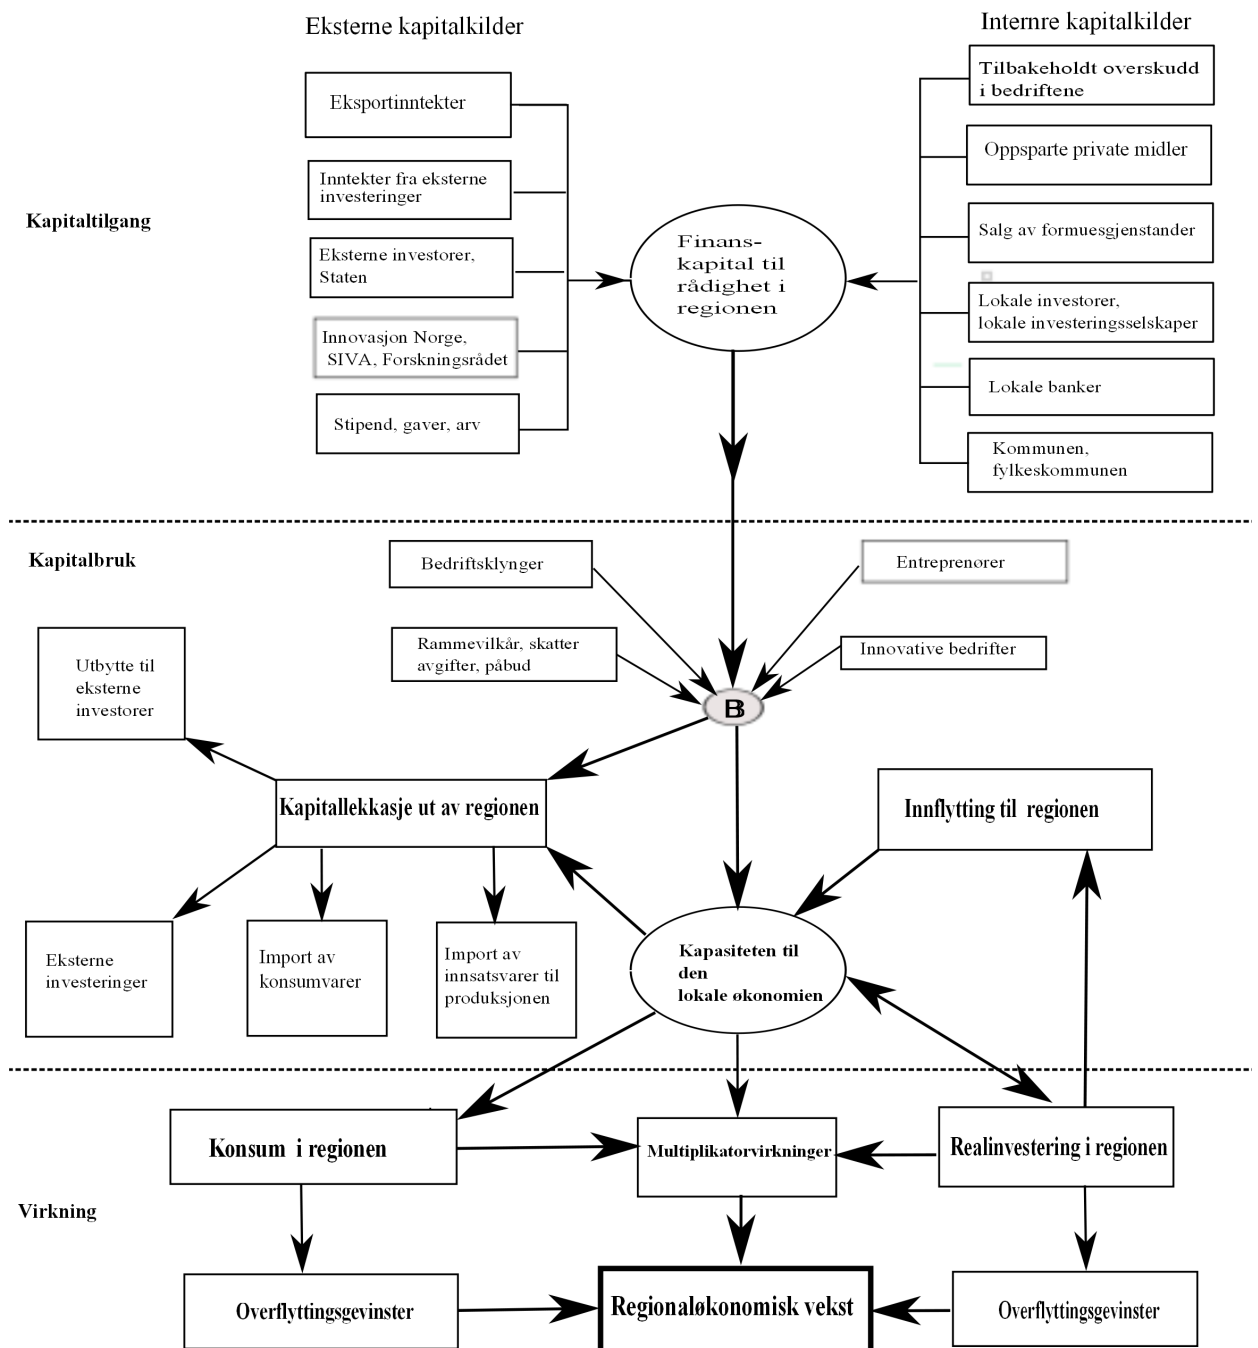 Eksterne kapitalkilder
Internre kapitalkilder
Kapitaltilgang
Eksportinntekter
Inntekter fra eksterne
investeringer
Eksterne investorer,
Staten
Innovasjon Norge,
SIVA, Forskningsrådet
Stipend, gaver, arv
Finans-
kapital til
rådighet i
regionen
Tilbakeholdt overskudd
i bedriftene
Oppsparte private midler
Salg av formuesgjenstander
Lokale investorer,
lokale investeringsselskaper
Lokale banker
Kommunen,
fylkeskommunen
Kapitalbruk
Bedriftsklynger
Entreprenører
Rammevilkår, skatter
avgifter, påbud
Innovative bedrifter
B
Utbytte til
eksterne
investorer
Kapitallekkasje ut av regionen
Innflytting til regionen
Eksterne
investeringer
Import av
konsumvarer
Import av
innsatsvarer til
produksjonen
Kapasiteten til
den
lokale økonomien
Virkning
Konsum i regionen
Multiplikatorvirkninger
Realinvestering i regionen
Overflyttingsgevinster
Regionaløkonomisk vekst
Overflyttingsgevinster